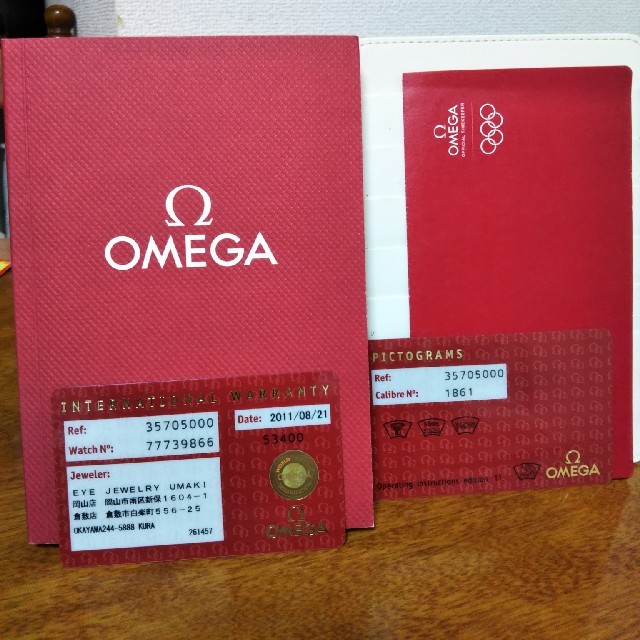 Ω
OMEGA
Ω
OMEGA
OFFICIAL TIMEKEEPER
PICTOGRAMS
Ref: 35705000
Calibre N°: 1861
Operating instructions edition 11
Ω
OMEGA
INTERNATIONAL WARRANTY
Ref: 35705000
Watch N°: 77739866
Date: 2011/08/21
53400
Jeweler:
EYE JEWELRY UMAKI
岡山店 岡山市南区新保1604-1
倉敷店 倉敷市白楽町556-25
OKAYAMA244-5888 KURA
261457
Ω
OMEGA